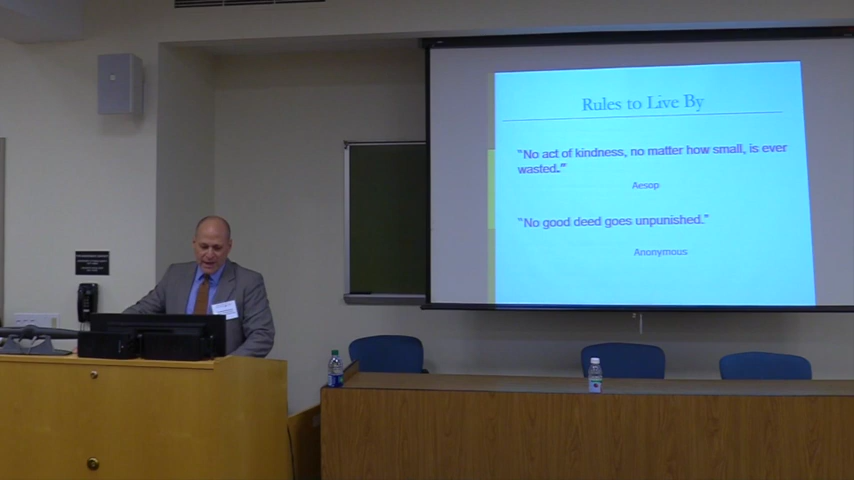 Rules to Live By
"No act of kindness, no matter how small, is ever
wasted."
Aesop
"No good deed goes unpunished."
Anonymous